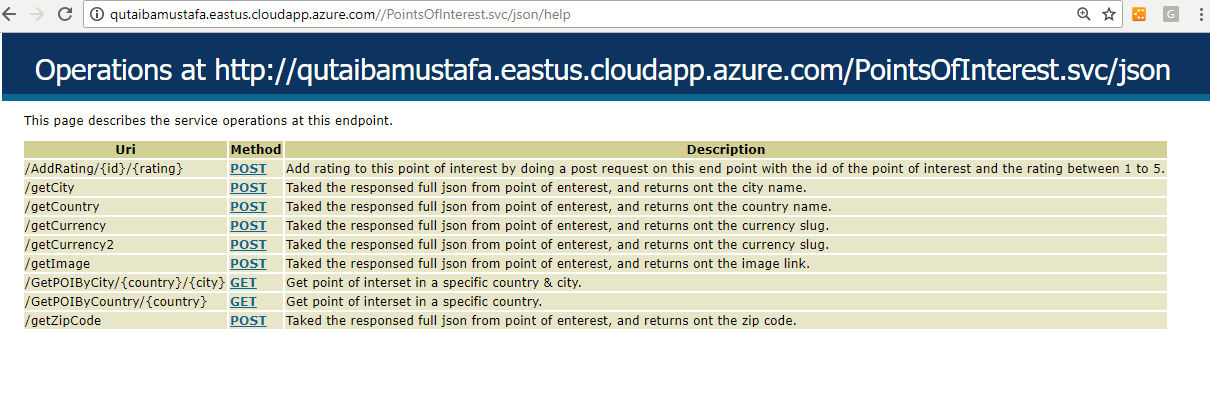 qutaibamustafa.eastus.cloudapp.azure.com//PointsOfInterest.svc/json/help
G
Operations at http://qutaibamustafa.eastus.cloudapp.azure.com/PointsOfInterest.svc/json
This page describes the service operations at this endpoint.
Uri Method Description
/AddRating/{id}/{rating} POST Add rating to this point of interest by doing a post request on this end point with the id of the point of interest and the rating between 1 to 5.
/getCity POST Taked the responsed full json from point of enterest, and returns ont the city name.
/getCountry POST Taked the responsed full json from point of enterest, and returns ont the country name.
/getCurrency POST Taked the responsed full json from point of enterest, and returns ont the currency slug.
/getCurrency2 POST Taked the responsed full json from point of enterest, and returns ont the currency slug.
/getImage POST Taked the responsed full json from point of enterest, and returns ont the image link.
/GetPOIByCity/{country}/{city} GET Get point of interset in a specific country & city.
/GetPOIByCountry/{country} GET Get point of interset in a specific country.
/getZipCode POST Taked the responsed full json from point of enterest, and returns ont the zip code.